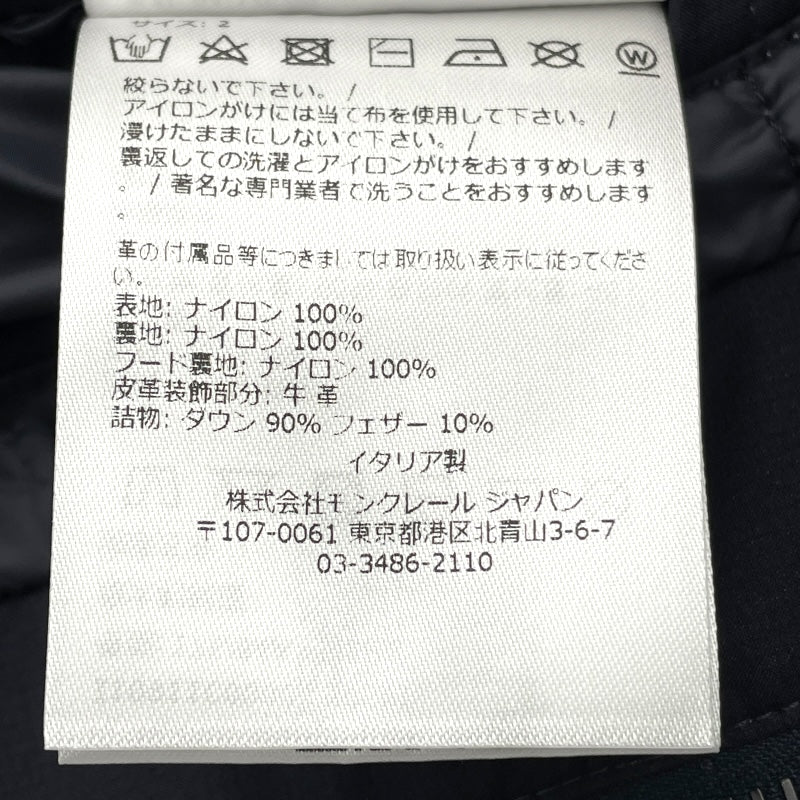 サイズ: 2
W
絞らないで下さい。 /
アイロンがけには当て布を使用して下さい。 /
浸けたままにしないで下さい。 /
裏返しての洗濯とアイロンがけをおすすめします
。 / 著名な専門業者で洗うことをおすすめします
。
革の付属品等につきましては取り扱い表示に従ってくださ
い。
表地: ナイロン 100%
裏地: ナイロン 100%
フード裏地: ナイロン 100%
皮革装飾部分: 牛 革
詰物: ダウン 90% フェザー 10%
イタリア製
株式会社モンクレール ジャパン
〒107-0061 東京都港区北青山3-6-7
03-3486-2110